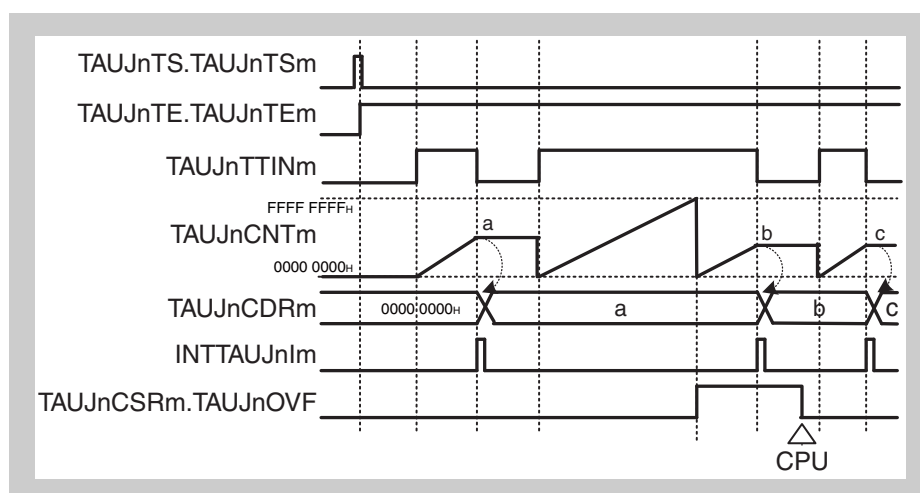 TAUJnTS.TAUJnTSm
TAUJnTE.TAUJnTEm
TAUJnTTINm
FFFF FFFFH
TAUJnCNTm
0000 0000H
a
b
c
TAUJnCDRm
0000 0000H
a
b
c
INTTAUJnIm
TAUJnCSRm.TAUJnOVF
CPU